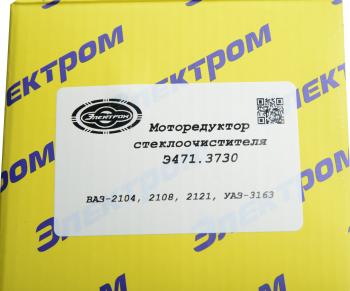 ЭЛЕКТРОМ
ЭЛЕКТРОМ
Электром
Моторедуктор
стеклоочистителя
Э471.3730
ВАЗ-2104, 2108, 2121, УАЗ-3163
ЭЛЕКТРОМ